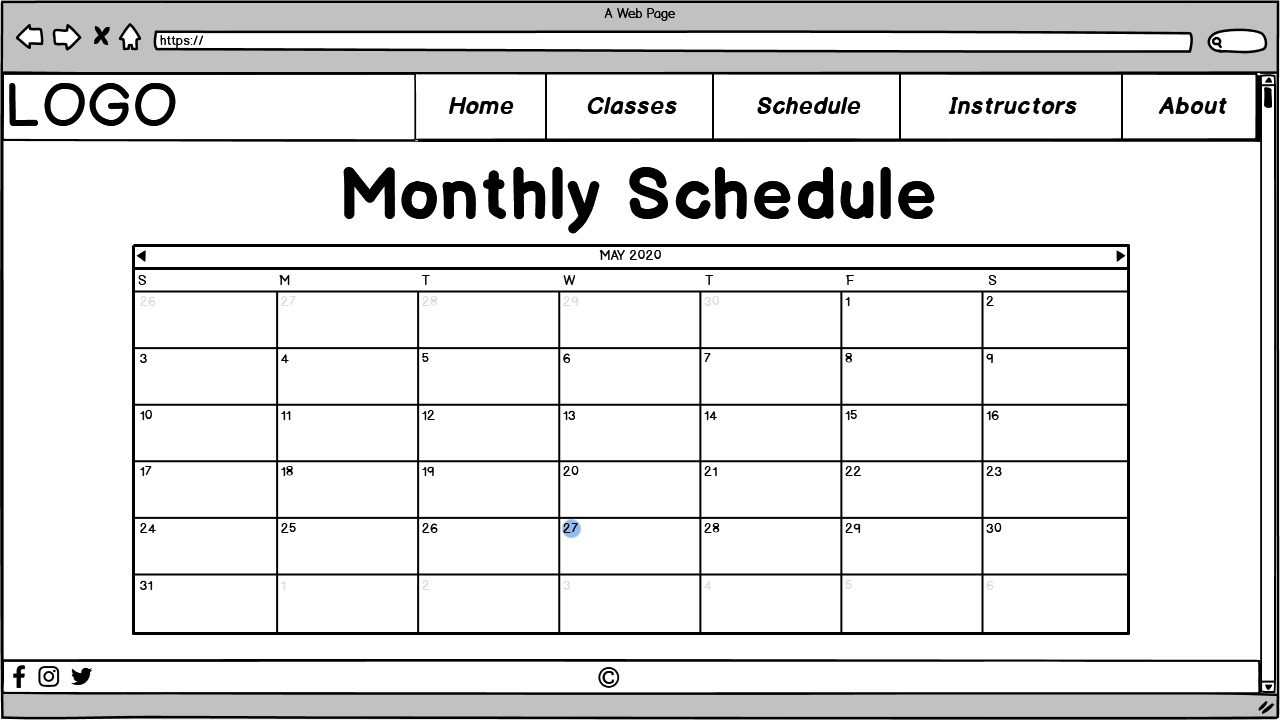 A Web Page
https://
LOGO Home Classes Schedule Instructors About
Monthly Schedule
MAY 2020
S M T W T F S
26 27 28 29 30 1 2
3 4 5 6 7 8 9
10 11 12 13 14 15 16
17 18 19 20 21 22 23
24 25 26 27 28 29 30
31 1 2 3 4 5 6
©